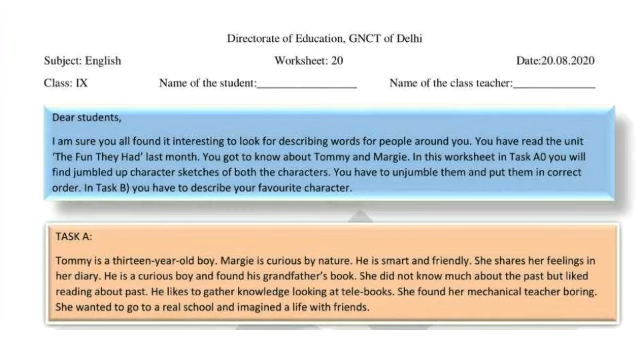 Directorate of Education, GNCT of Delhi
Subject: English Worksheet: 20 Date:20.08.2020
Class: IX Name of the student:__________________ Name of the class teacher:_______________
Dear students,
I am sure you all found it interesting to look for describing words for people around you. You have read the unit
'The Fun They Had' last month. You got to know about Tommy and Margie. In this worksheet in Task A0 you will
find jumbled up character sketches of both the characters. You have to unjumble them and put them in correct
order. In Task B) you have to describe your favourite character.
TASK A:
Tommy is a thirteen-year-old boy. Margie is curious by nature. He is smart and friendly. She shares her feelings in
her diary. He is a curious boy and found his grandfather's book. She did not know much about the past but liked
reading about past. He likes to gather knowledge looking at tele-books. She found her mechanical teacher boring.
She wanted to go to a real school and imagined a life with friends.